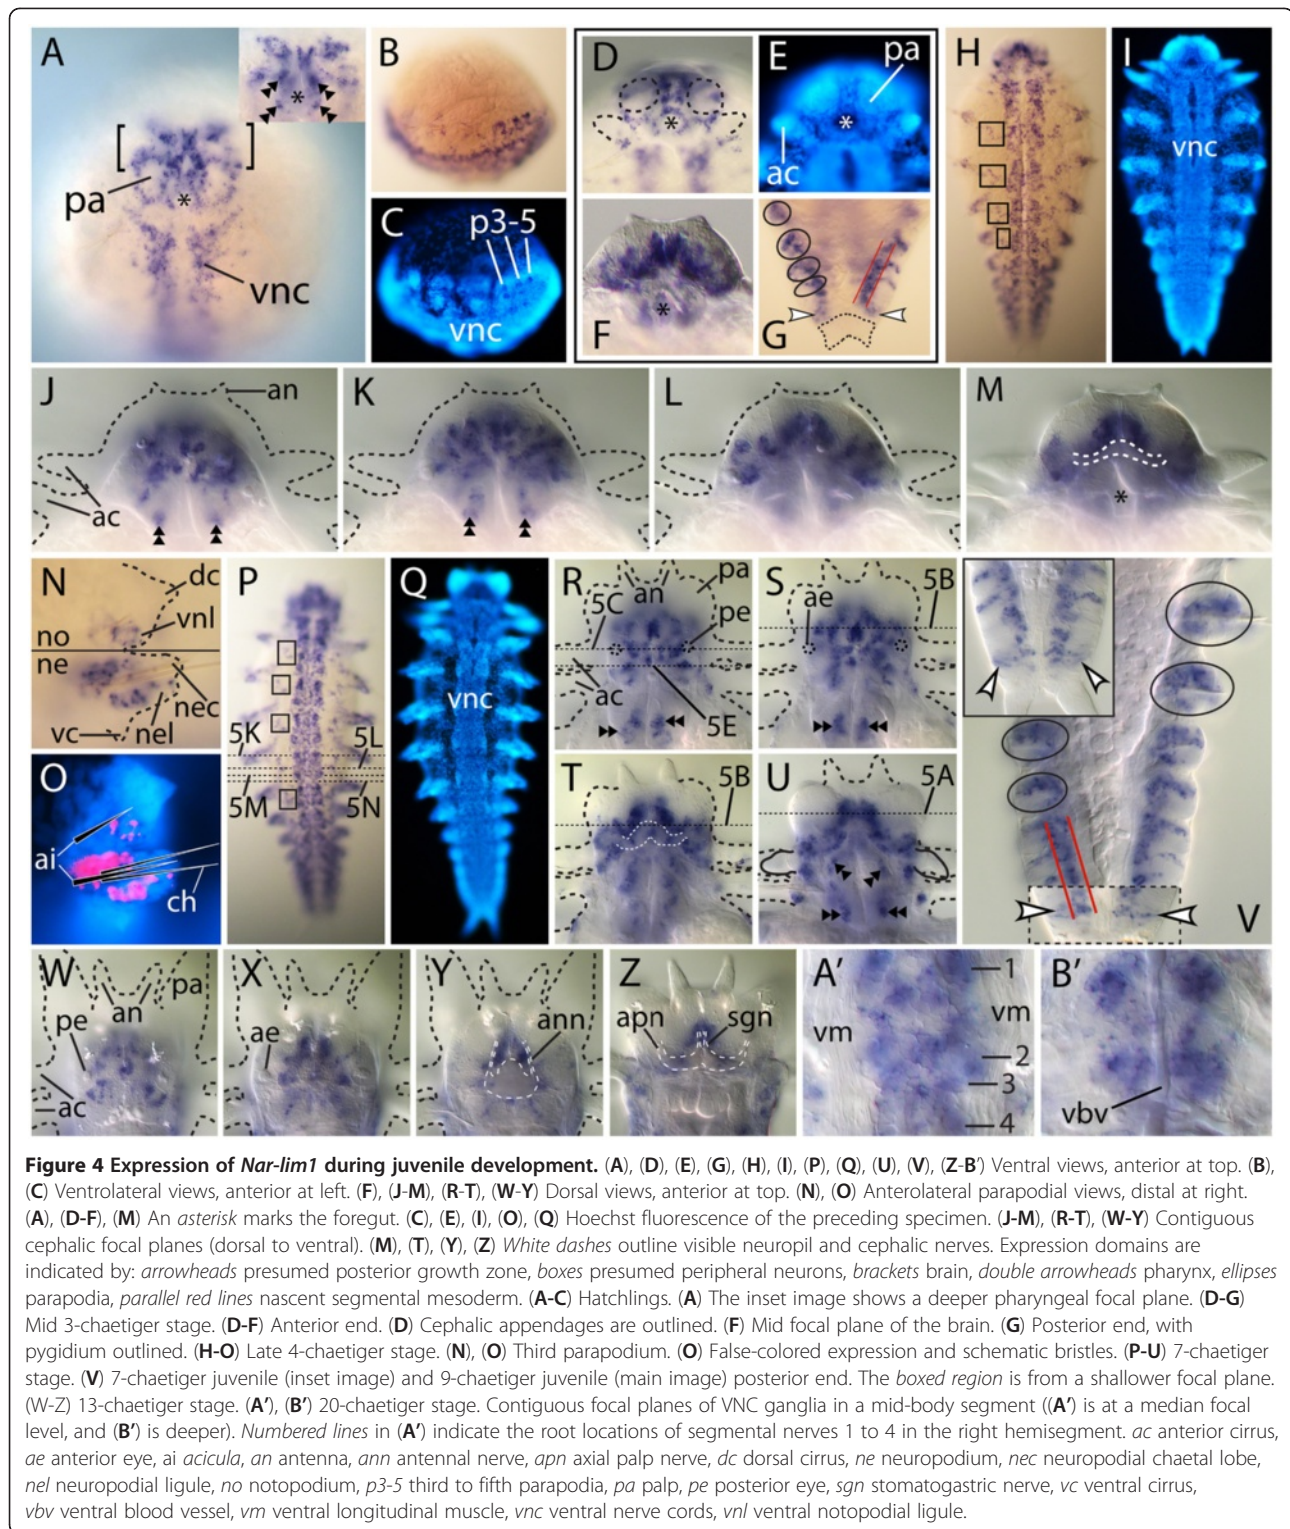 A
*
pa
*
vnc
B
C
p3-5
vnc
D
*
E
pa
*
ac
F
*
G
H
I
vnc
J
an
ac
K
L
M
*
N
dc
vnl
no
ne
nec
vc
nel
O
ai
ch
P
5K
5L
5M
5N
Q
vnc
R
an
pa
5C
pe
ac
5E
S
ae
5B
T
5B
U
5A
V
W
an
pa
pe
ac
X
ae
Y
ann
Z
apn
sgn
A'
1
vm
vm
2
3
4
B'
vbv
Figure 4 Expression of Nar-lim1 during juvenile development. (A), (D), (E), (G), (H), (I), (P), (Q), (U), (V), (Z-B') Ventral views, anterior at top. (B),
(C) Ventrolateral views, anterior at left. (F), (J-M), (R-T), (W-Y) Dorsal views, anterior at top. (N), (O) Anterolateral parapodial views, distal at right.
(A), (D-F), (M) An asterisk marks the foregut. (C), (E), (I), (O), (Q) Hoechst fluorescence of the preceding specimen. (J-M), (R-T), (W-Y) Contiguous
cephalic focal planes (dorsal to ventral). (M), (T), (Y), (Z) White dashes outline visible neuropil and cephalic nerves. Expression domains are
indicated by: arrowheads presumed posterior growth zone, boxes presumed peripheral neurons, brackets brain, double arrowheads pharynx, ellipses
parapodia, parallel red lines nascent segmental mesoderm. (A-C) Hatchlings. (A) The inset image shows a deeper pharyngeal focal plane. (D-G)
Mid 3-chaetiger stage. (D-F) Anterior end. (D) Cephalic appendages are outlined. (F) Mid focal plane of the brain. (G) Posterior end, with
pygidium outlined. (H-O) Late 4-chaetiger stage. (N), (O) Third parapodium. (O) False-colored expression and schematic bristles. (P-U) 7-chaetiger
stage. (V) 7-chaetiger juvenile (inset image) and 9-chaetiger juvenile (main image) posterior end. The boxed region is from a shallower focal plane.
(W-Z) 13-chaetiger stage. (A'), (B') 20-chaetiger stage. Contiguous focal planes of VNC ganglia in a mid-body segment ((A') is at a median focal
level, and (B') is deeper). Numbered lines in (A') indicate the root locations of segmental nerves 1 to 4 in the right hemisegment. ac anterior cirrus,
ae anterior eye, ai acicula, an antenna, ann antennal nerve, apn axial palp nerve, dc dorsal cirrus, ne neuropodium, nec neuropodial chaetal lobe,
nel neuropodial ligule, no notopodium, p3-5 third to fifth parapodia, pa palp, pe posterior eye, sgn stomatogastric nerve, vc ventral cirrus,
vbv ventral blood vessel, vm ventral longitudinal muscle, vnc ventral nerve cords, vnl ventral notopodial ligule.